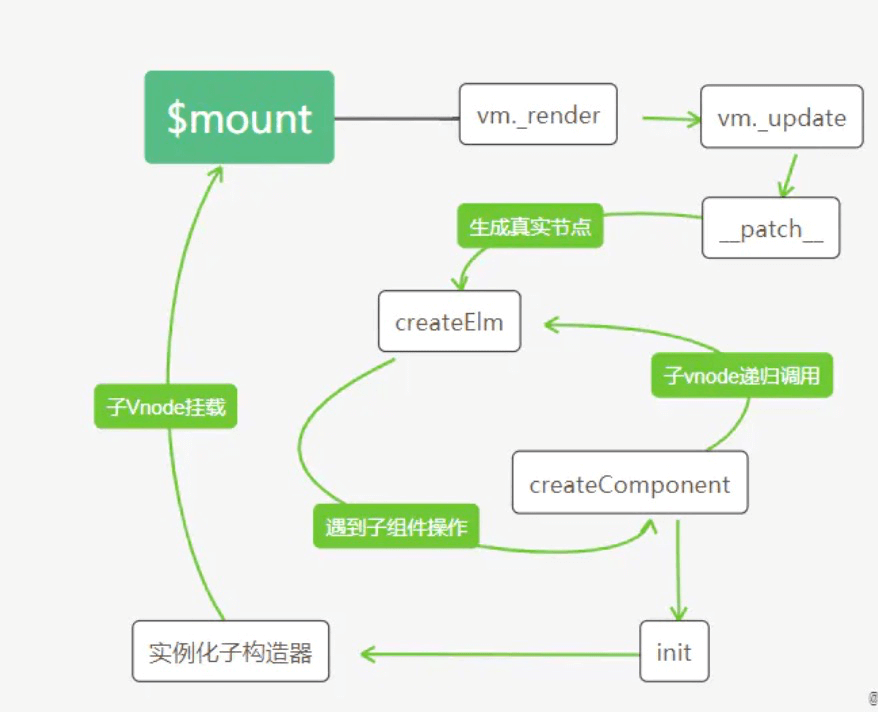 $mount
vm._render
vm._update
生成真实节点
__patch__
createElm
子vnode递归调用
子Vnode挂载
createComponent
遇到子组件操作
实例化子构造器
init
@